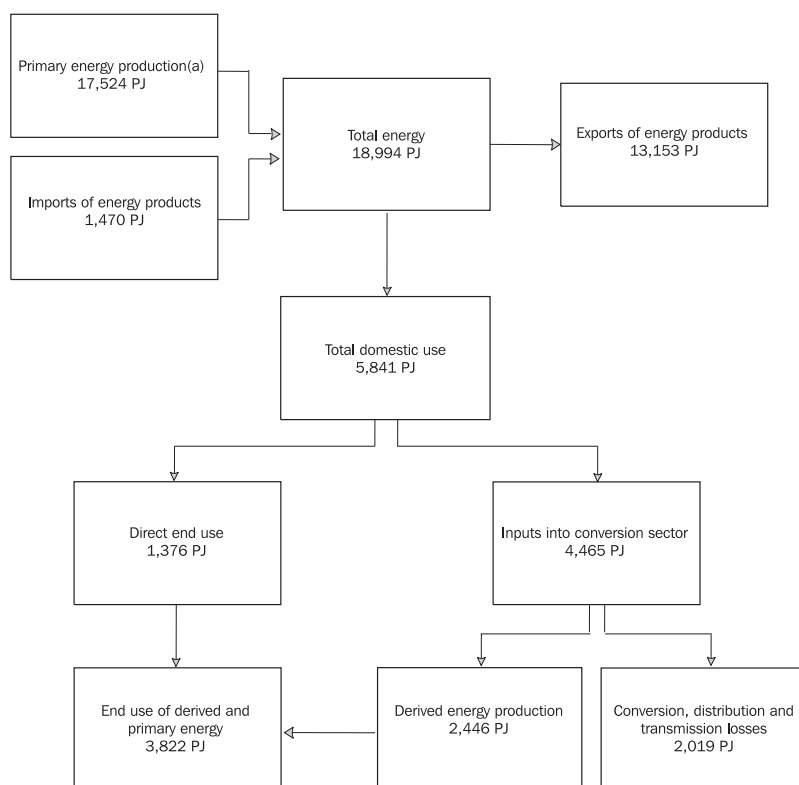 Primary energy production(a)
17,524 PJ
Total energy
18,994 PJ
Exports of energy products
13,153 PJ
Imports of energy products
1,470 PJ
Total domestic use
5,841 PJ
Direct end use
1,376 PJ
Inputs into conversion sector
4,465 PJ
End use of derived and
primary energy
3,822 PJ
Derived energy production
2,446 PJ
Conversion, distribution and
transmission losses
2,019 PJ